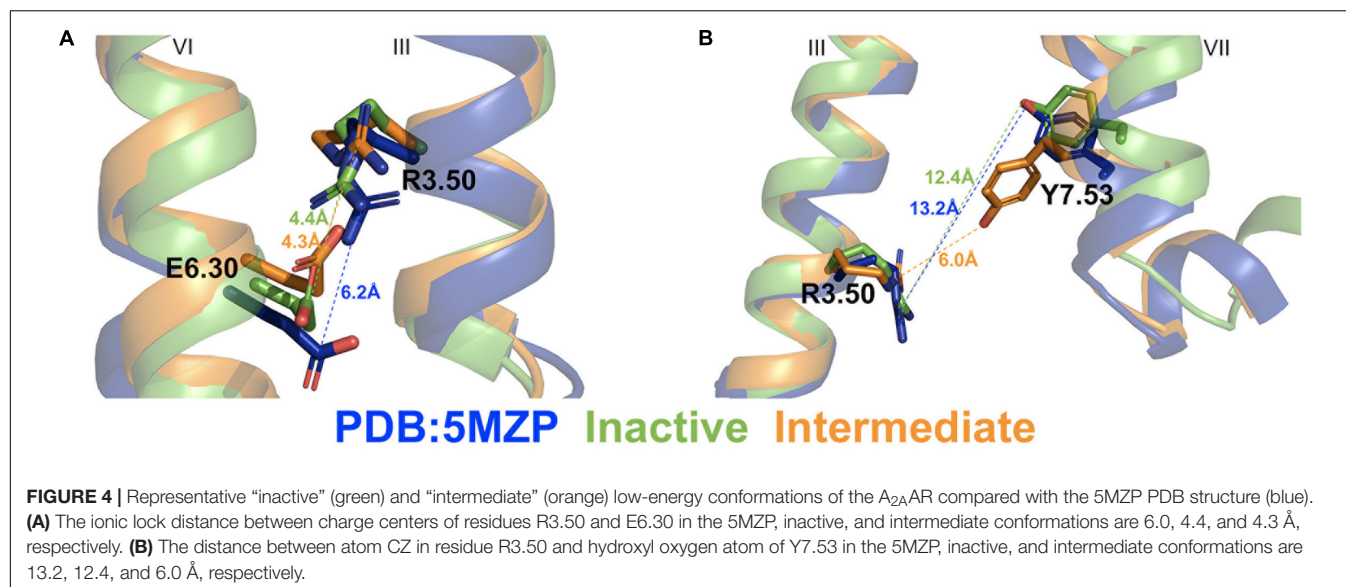 A
VI
III
R3.50
4.4Å
4.3Å
E6.30
6.2Å
B
III
VII
12.4Å
13.2Å
Y7.53
6.0Å
R3.50
PDB:5MZP Inactive Intermediate
FIGURE 4 | Representative “inactive” (green) and “intermediate” (orange) low-energy conformations of the A2AAR compared with the 5MZP PDB structure (blue).
(A) The ionic lock distance between charge centers of residues R3.50 and E6.30 in the 5MZP, inactive, and intermediate conformations are 6.0, 4.4, and 4.3 Å,
respectively. (B) The distance between atom CZ in residue R3.50 and hydroxyl oxygen atom of Y7.53 in the 5MZP, inactive, and intermediate conformations are
13.2, 12.4, and 6.0 Å, respectively.